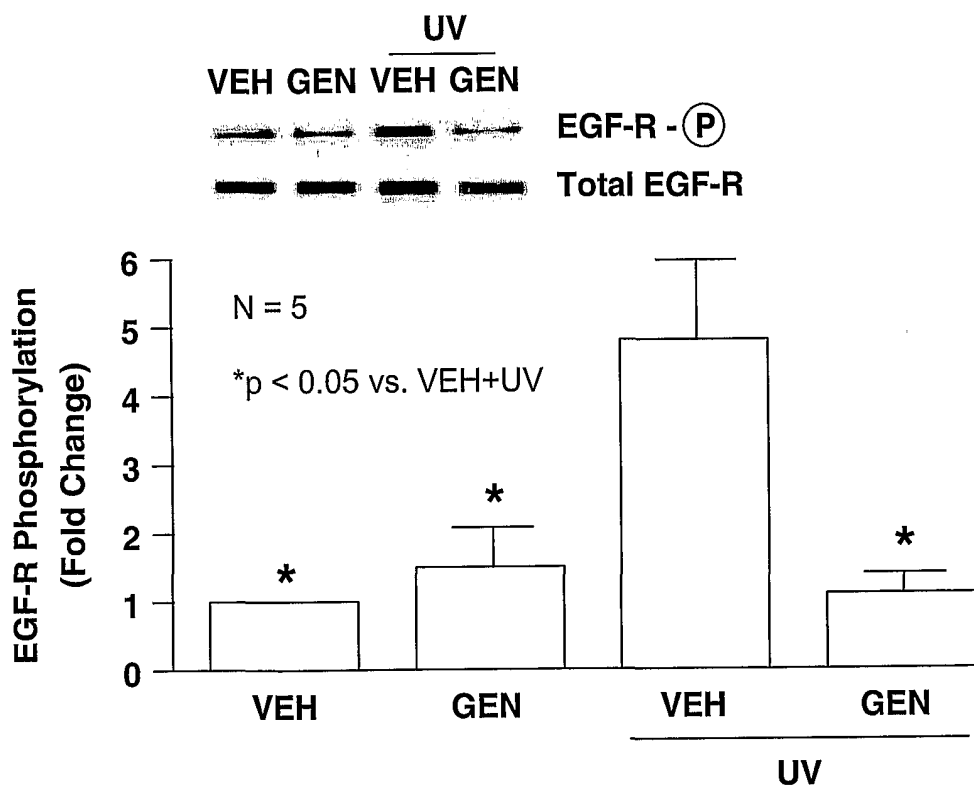 UV
VEH GEN VEH GEN
EGF-R - P
Total EGF-R
EGF-R Phosphorylation
(Fold Change)
6
5
4
3
2
1
0
N = 5
*p < 0.05 vs. VEH+UV
*
*
*
VEH GEN VEH GEN
UV